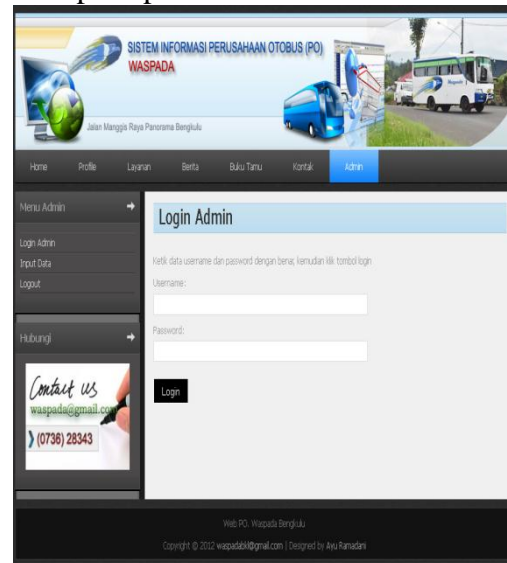 SISTEM INFORMASI PERUSAHAAN OTOBUS (PO)
WASPADA
Jalan Manggis Raya Panorama Bengkulu
Home Profile Layanan Berita Buku Tamu Kontak Admin
Menu Admin
Login Admin
Input Data
Logout
Hubungi
Contact us
waspada@gmail.com
(0736) 28343
Login Admin
Ketik data username dan password dengan benar, kemudian klik tombol login
Username:
Password:
Login
Web PO. Waspada Bengkulu
Copyright © 2012 waspadabkl@gmail.com | Designed by Ayu Ramadani